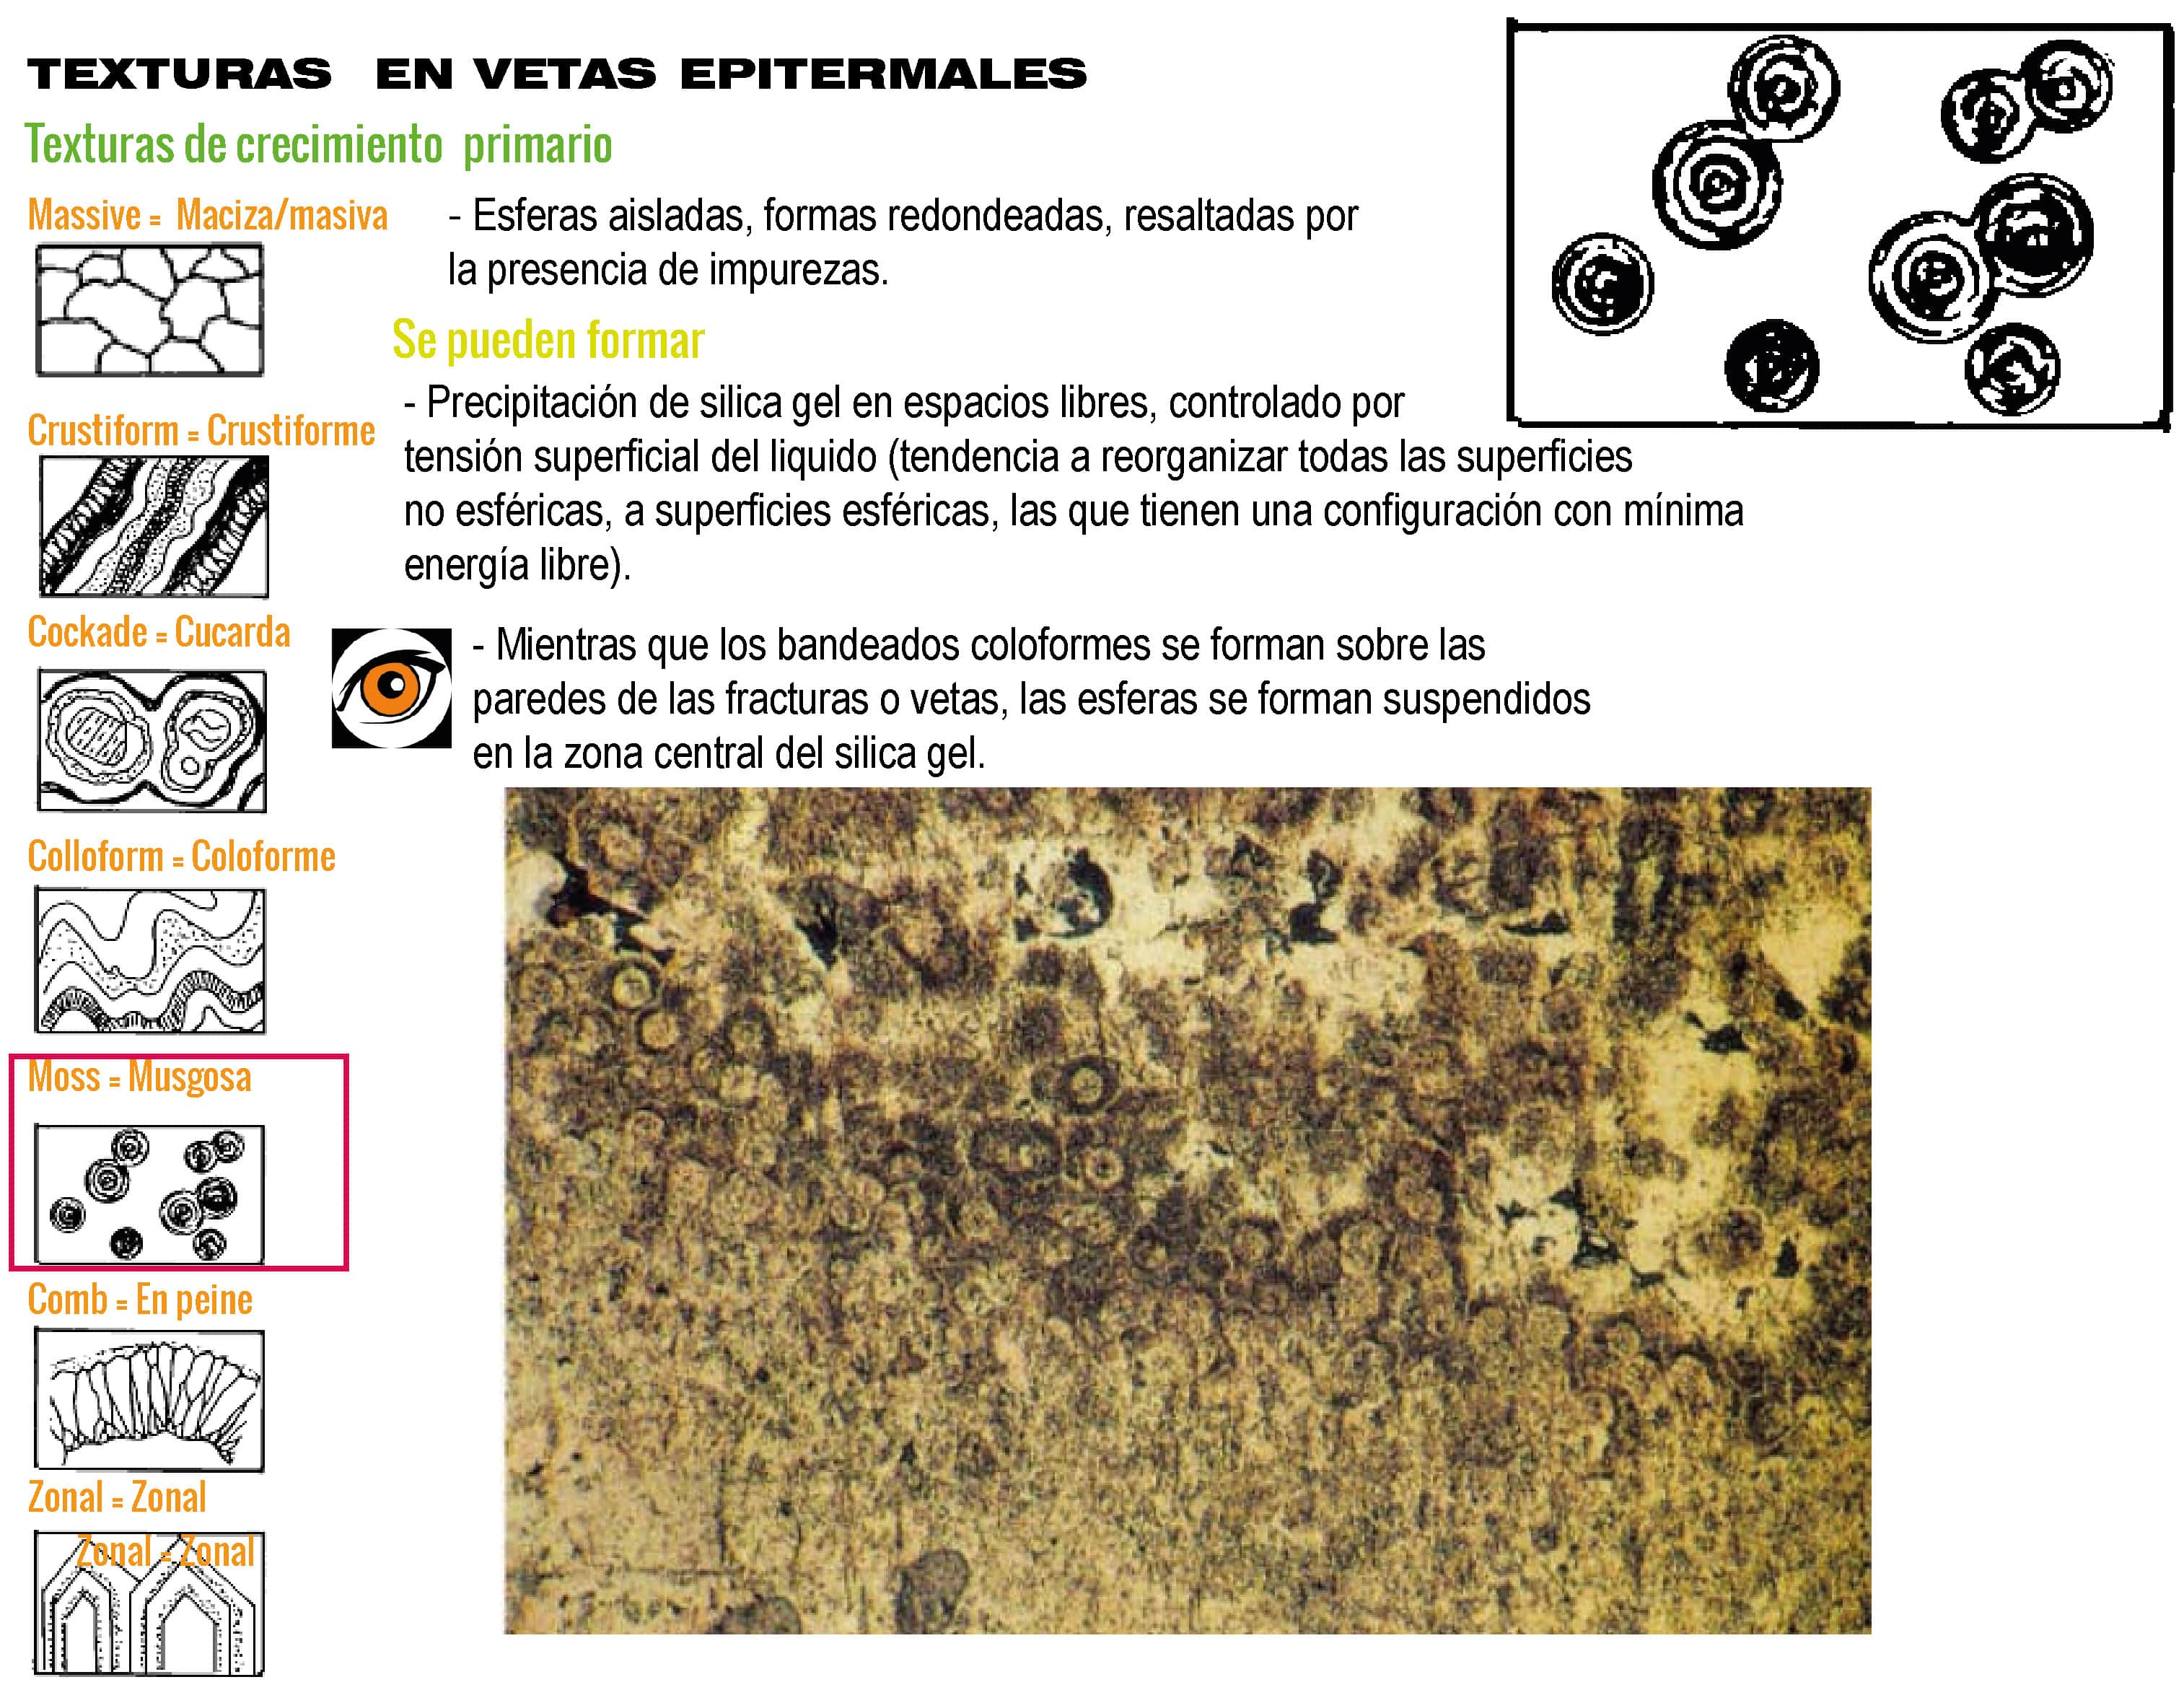 TEXTURAS EN VETAS EPITERMALES
Texturas de crecimiento primario
Massive = Maciza/masiva
- Esferas aisladas, formas redondeadas, resaltadas por
la presencia de impurezas.
Se pueden formar
- Precipitación de silica gel en espacios libres, controlado por
tensión superficial del liquido (tendencia a reorganizar todas las superficies
no esféricas, a superficies esféricas, las que tienen una configuración con mínima
energía libre).
Crustiform = Crustiforme
Cockade = Cucarda
- Mientras que los bandeados coloformes se forman sobre las
paredes de las fracturas o vetas, las esferas se forman suspendidos
en la zona central del silica gel.
Colloform = Coloforme
Moss = Musgosa
Comb = En peine
Zonal = Zonal
Zonal = Zonal